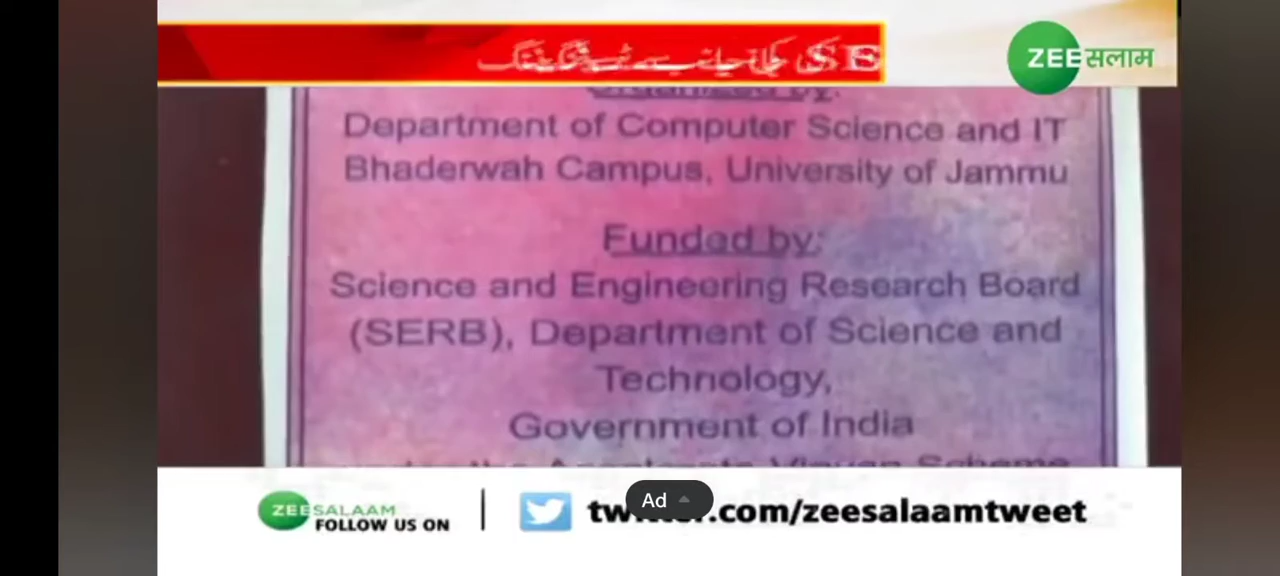 ZEE सलाम
Department of Computer Science and IT
Bhaderwah Campus, University of Jammu
Funded by:
Science and Engineering Research Board
(SERB), Department of Science and
Technology,
Government of India
ZEE SALAAM
FOLLOW US ON
Ad
twitter.com/zeesalaamtweet